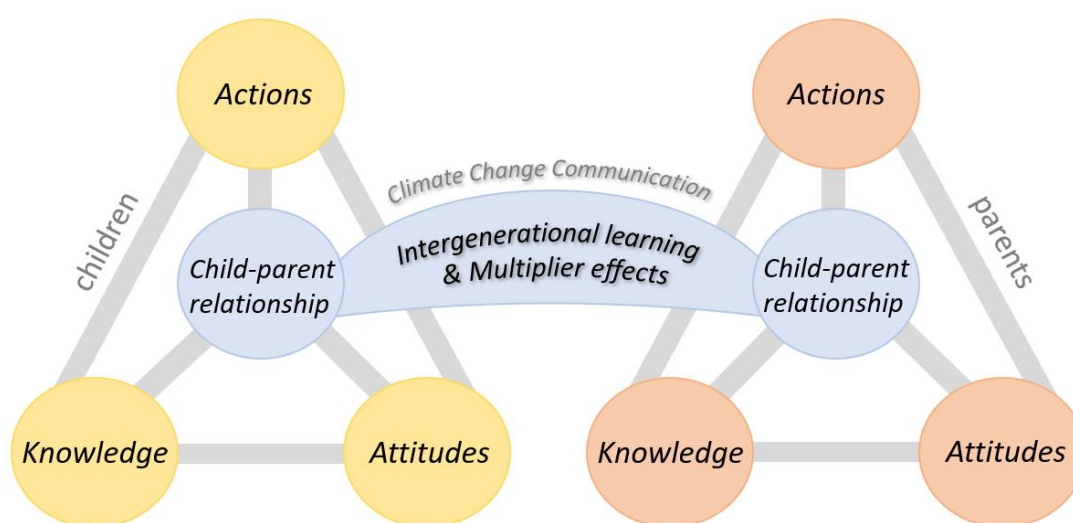 Actions
Actions
Climate Change Communication
children
parents
Intergenerational learning
& Multiplier effects
Child-parent
relationship
Child-parent
relationship
Knowledge
Attitudes
Knowledge
Attitudes